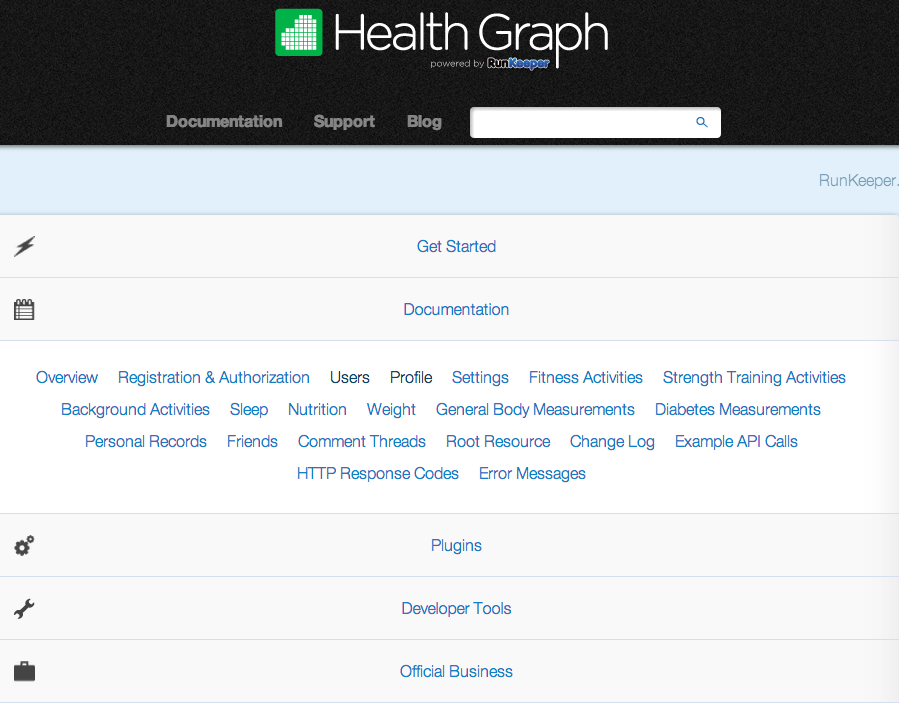 Health Graph
powered by RunKeeper
Documentation Support Blog
RunKeeper.
Get Started
Documentation
Overview Registration & Authorization Users Profile Settings Fitness Activities Strength Training Activities
Background Activities Sleep Nutrition Weight General Body Measurements Diabetes Measurements
Personal Records Friends Comment Threads Root Resource Change Log Example API Calls
HTTP Response Codes Error Messages
Plugins
Developer Tools
Official Business